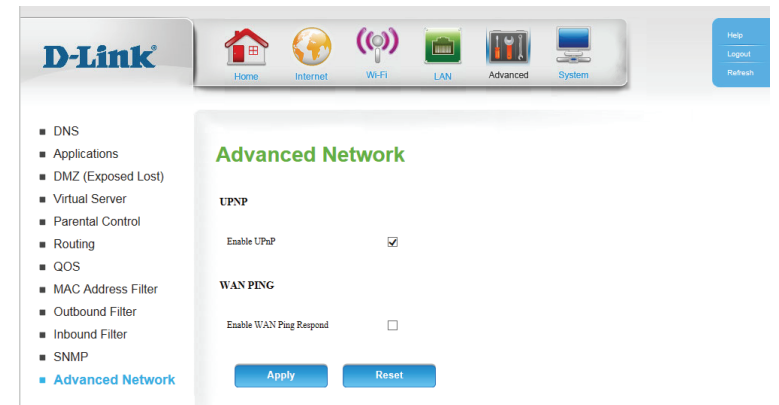 D-Link®
Home
Internet
Wi-Fi
LAN
Advanced
System
Help
Logout
Refresh
DNS
Applications
DMZ (Exposed Lost)
Virtual Server
Parental Control
Routing
QOS
MAC Address Filter
Outbound Filter
Inbound Filter
SNMP
Advanced Network
Advanced Network
UPNP
Enable UPnP
WAN PING
Enable WAN Ping Respond
Apply
Reset